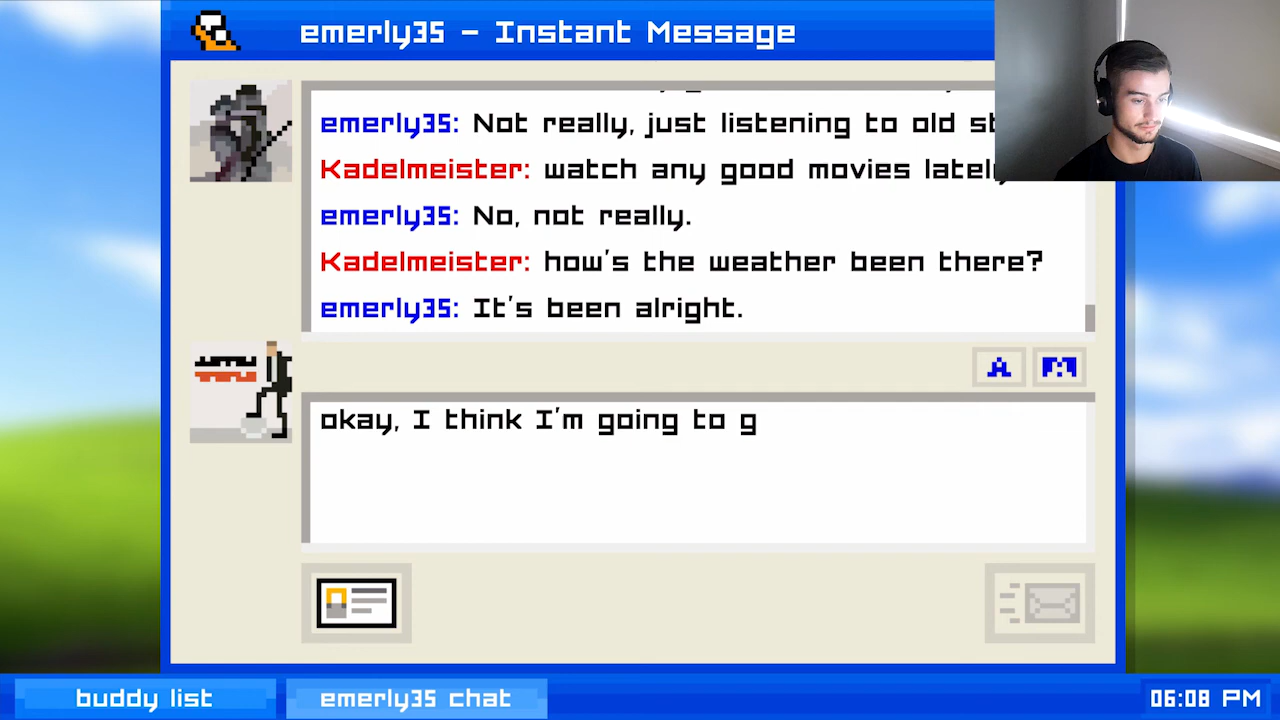 emerly35 - Instant Message
emerly35: Not really, just listening to old
Kadelmeister: watch any good movies lately
emerly35: No, not really.
Kadelmeister: how's the weather been there?
emerly35: It's been alright.
A
okay, I think I'm going to g
buddy list
emerly35 chat
06:08 PM